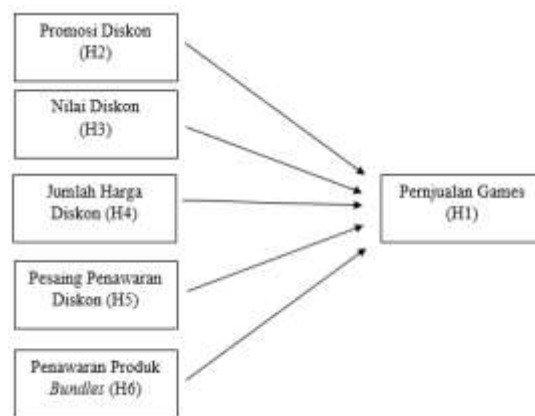 Promosi Diskon
(H2)
Nilai Diskon
(H3)
Jumlah Harga
Diskon (H4)
Pesaing Penawaran
Diskon (H5)
Penawaran Produk
Bundles (H6)
Pernjualan Games
(H1)